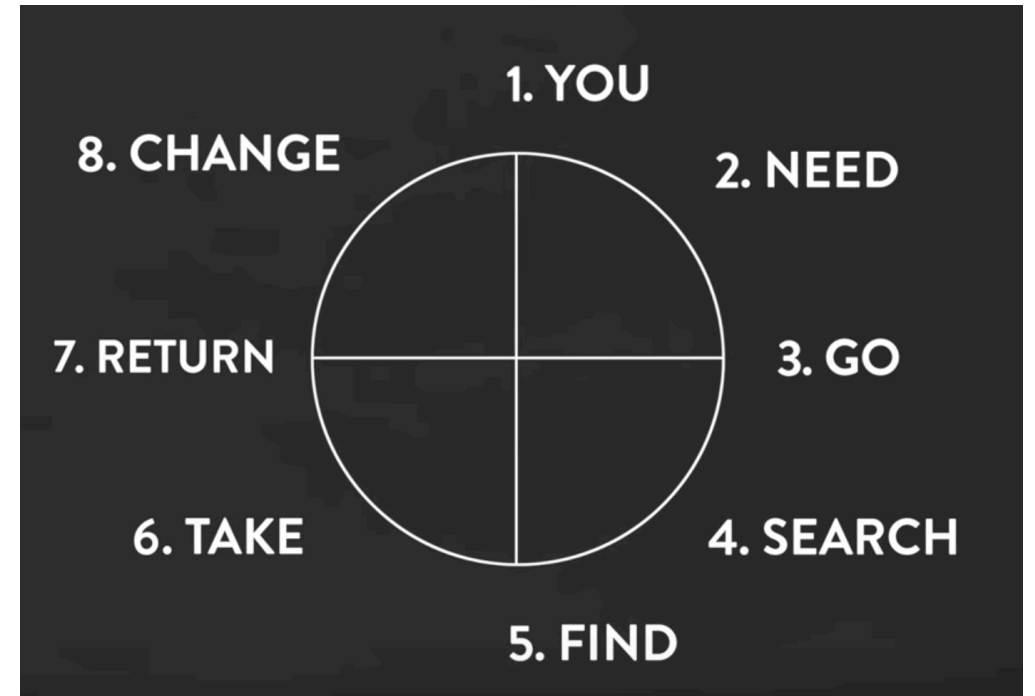 1. YOU
2. NEED
3. GO
4. SEARCH
5. FIND
6. TAKE
7. RETURN
8. CHANGE